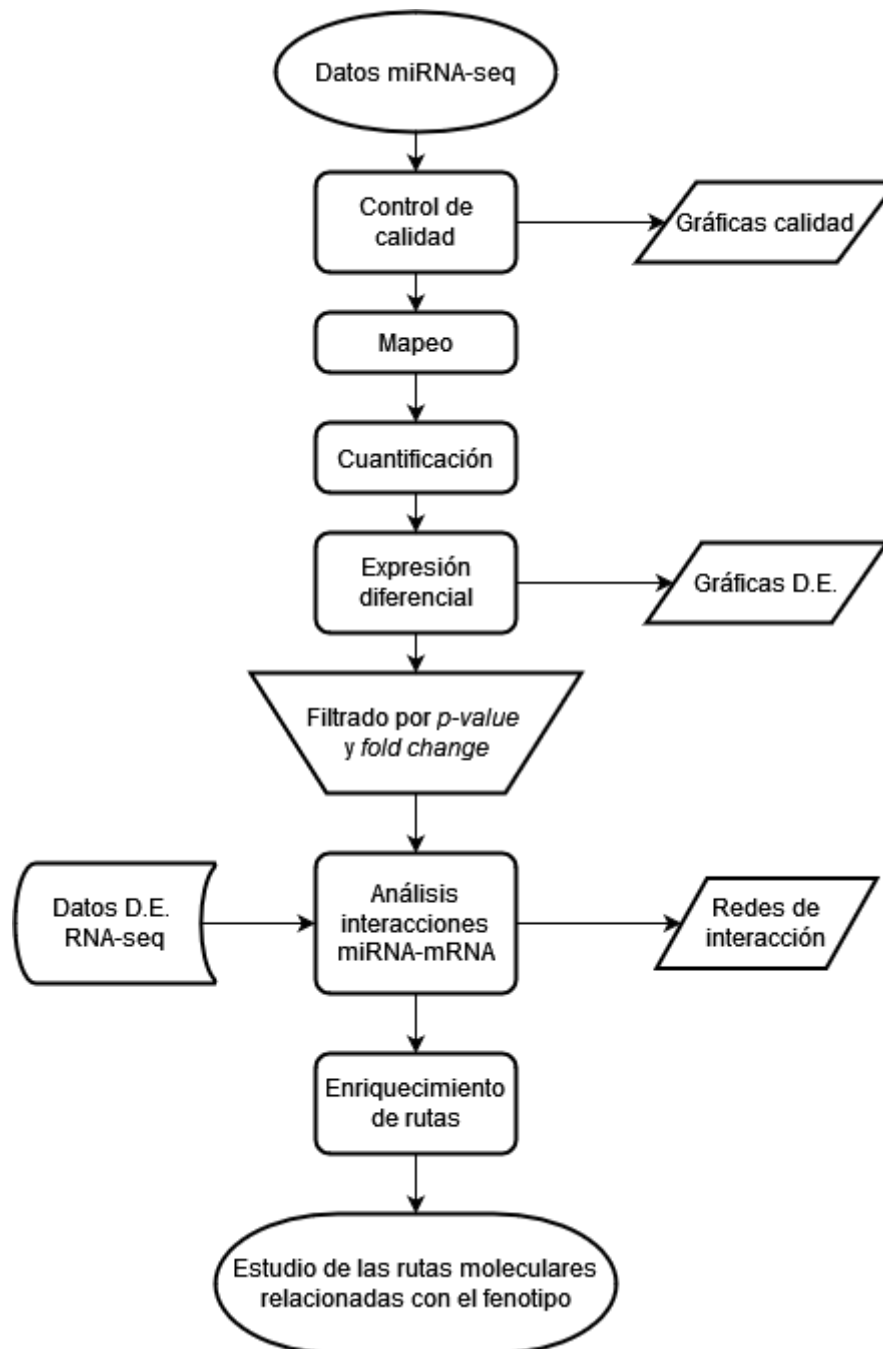 Datos miRNA-seq
Control de
calidad
Gráficas calidad
Mapeo
Cuantificación
Expresión
diferencial
Gráficas D.E.
Filtrado por p-value
y fold change
Datos D.E.
RNA-seq
Análisis
interacciones
miRNA-mRNA
Redes de
interacción
Enriquecimiento
de rutas
Estudio de las rutas moleculares
relacionadas con el fenotipo